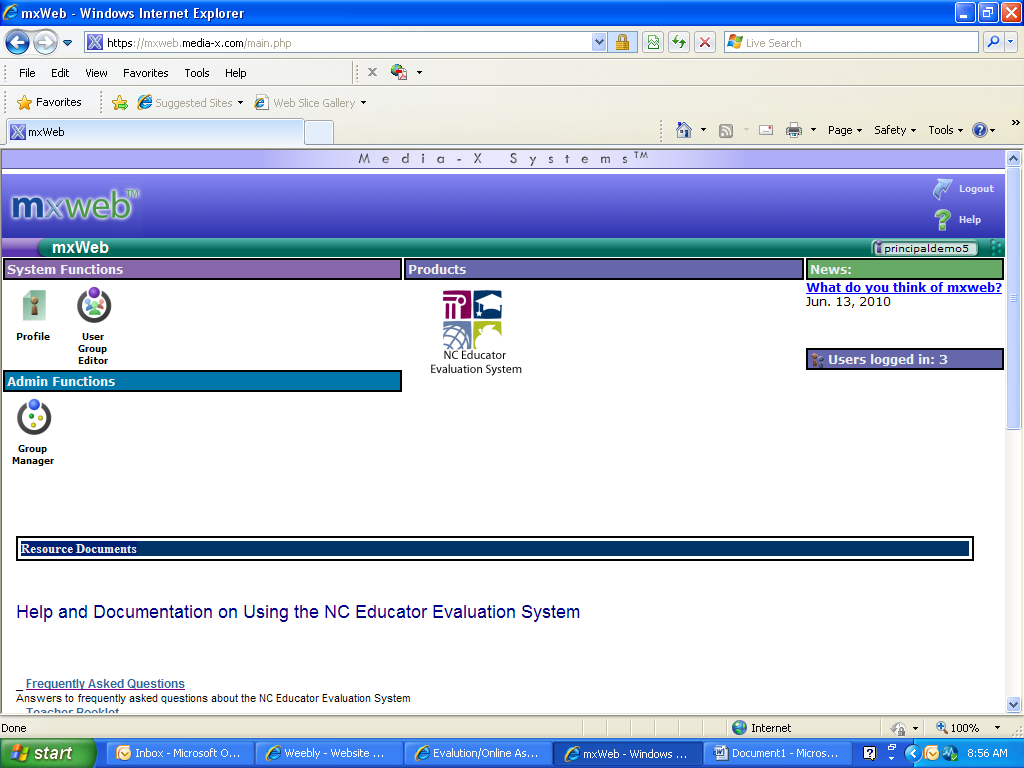 mxWeb - Windows Internet Explorer
https://mxweb.media-x.com/main.php
Live Search
File Edit View Favorites Tools Help
Favorites Suggested Sites Web Slice Gallery
mxWeb
Page Safety Tools
Media-X Systems™
mxweb™
Logout
Help
mxWeb
principaldemo5
System Functions
Products
News:
What do you think of mxweb?
Jun. 13, 2010
Profile
User
Group
Editor
NC Educator
Evaluation System
Users logged in: 3
Admin Functions
Group
Manager
Resource Documents
Help and Documentation on Using the NC Educator Evaluation System
_ Frequently Asked Questions
Answers to frequently asked questions about the NC Educator Evaluation System
Teacher Booklet
Done
Internet
100%
start
Inbox - Microsoft O...
Weebly - Website ...
Evalution/Online As...
mxWeb - Windows ...
Document1 - Micros...
8:56 AM